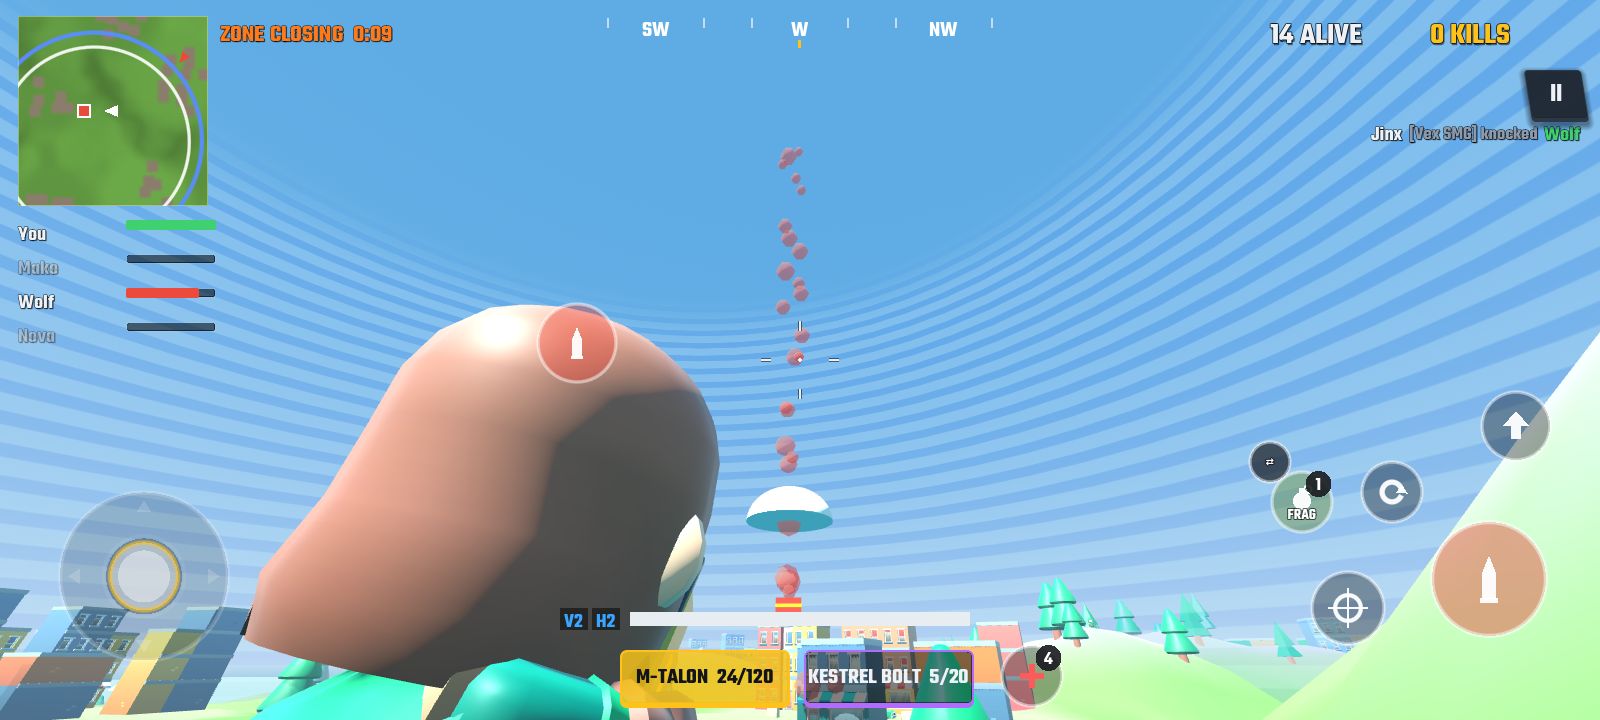 ZONE CLOSING 0:09
SW
W
NW
14 ALIVE
0 KILLS
Jinx [Vex SMG] knocked Wolf
You
Mako
Wolf
Nova
1
FRAG
V2
H2
M-TALON 24/120
KESTREL BOLT 5/20
4